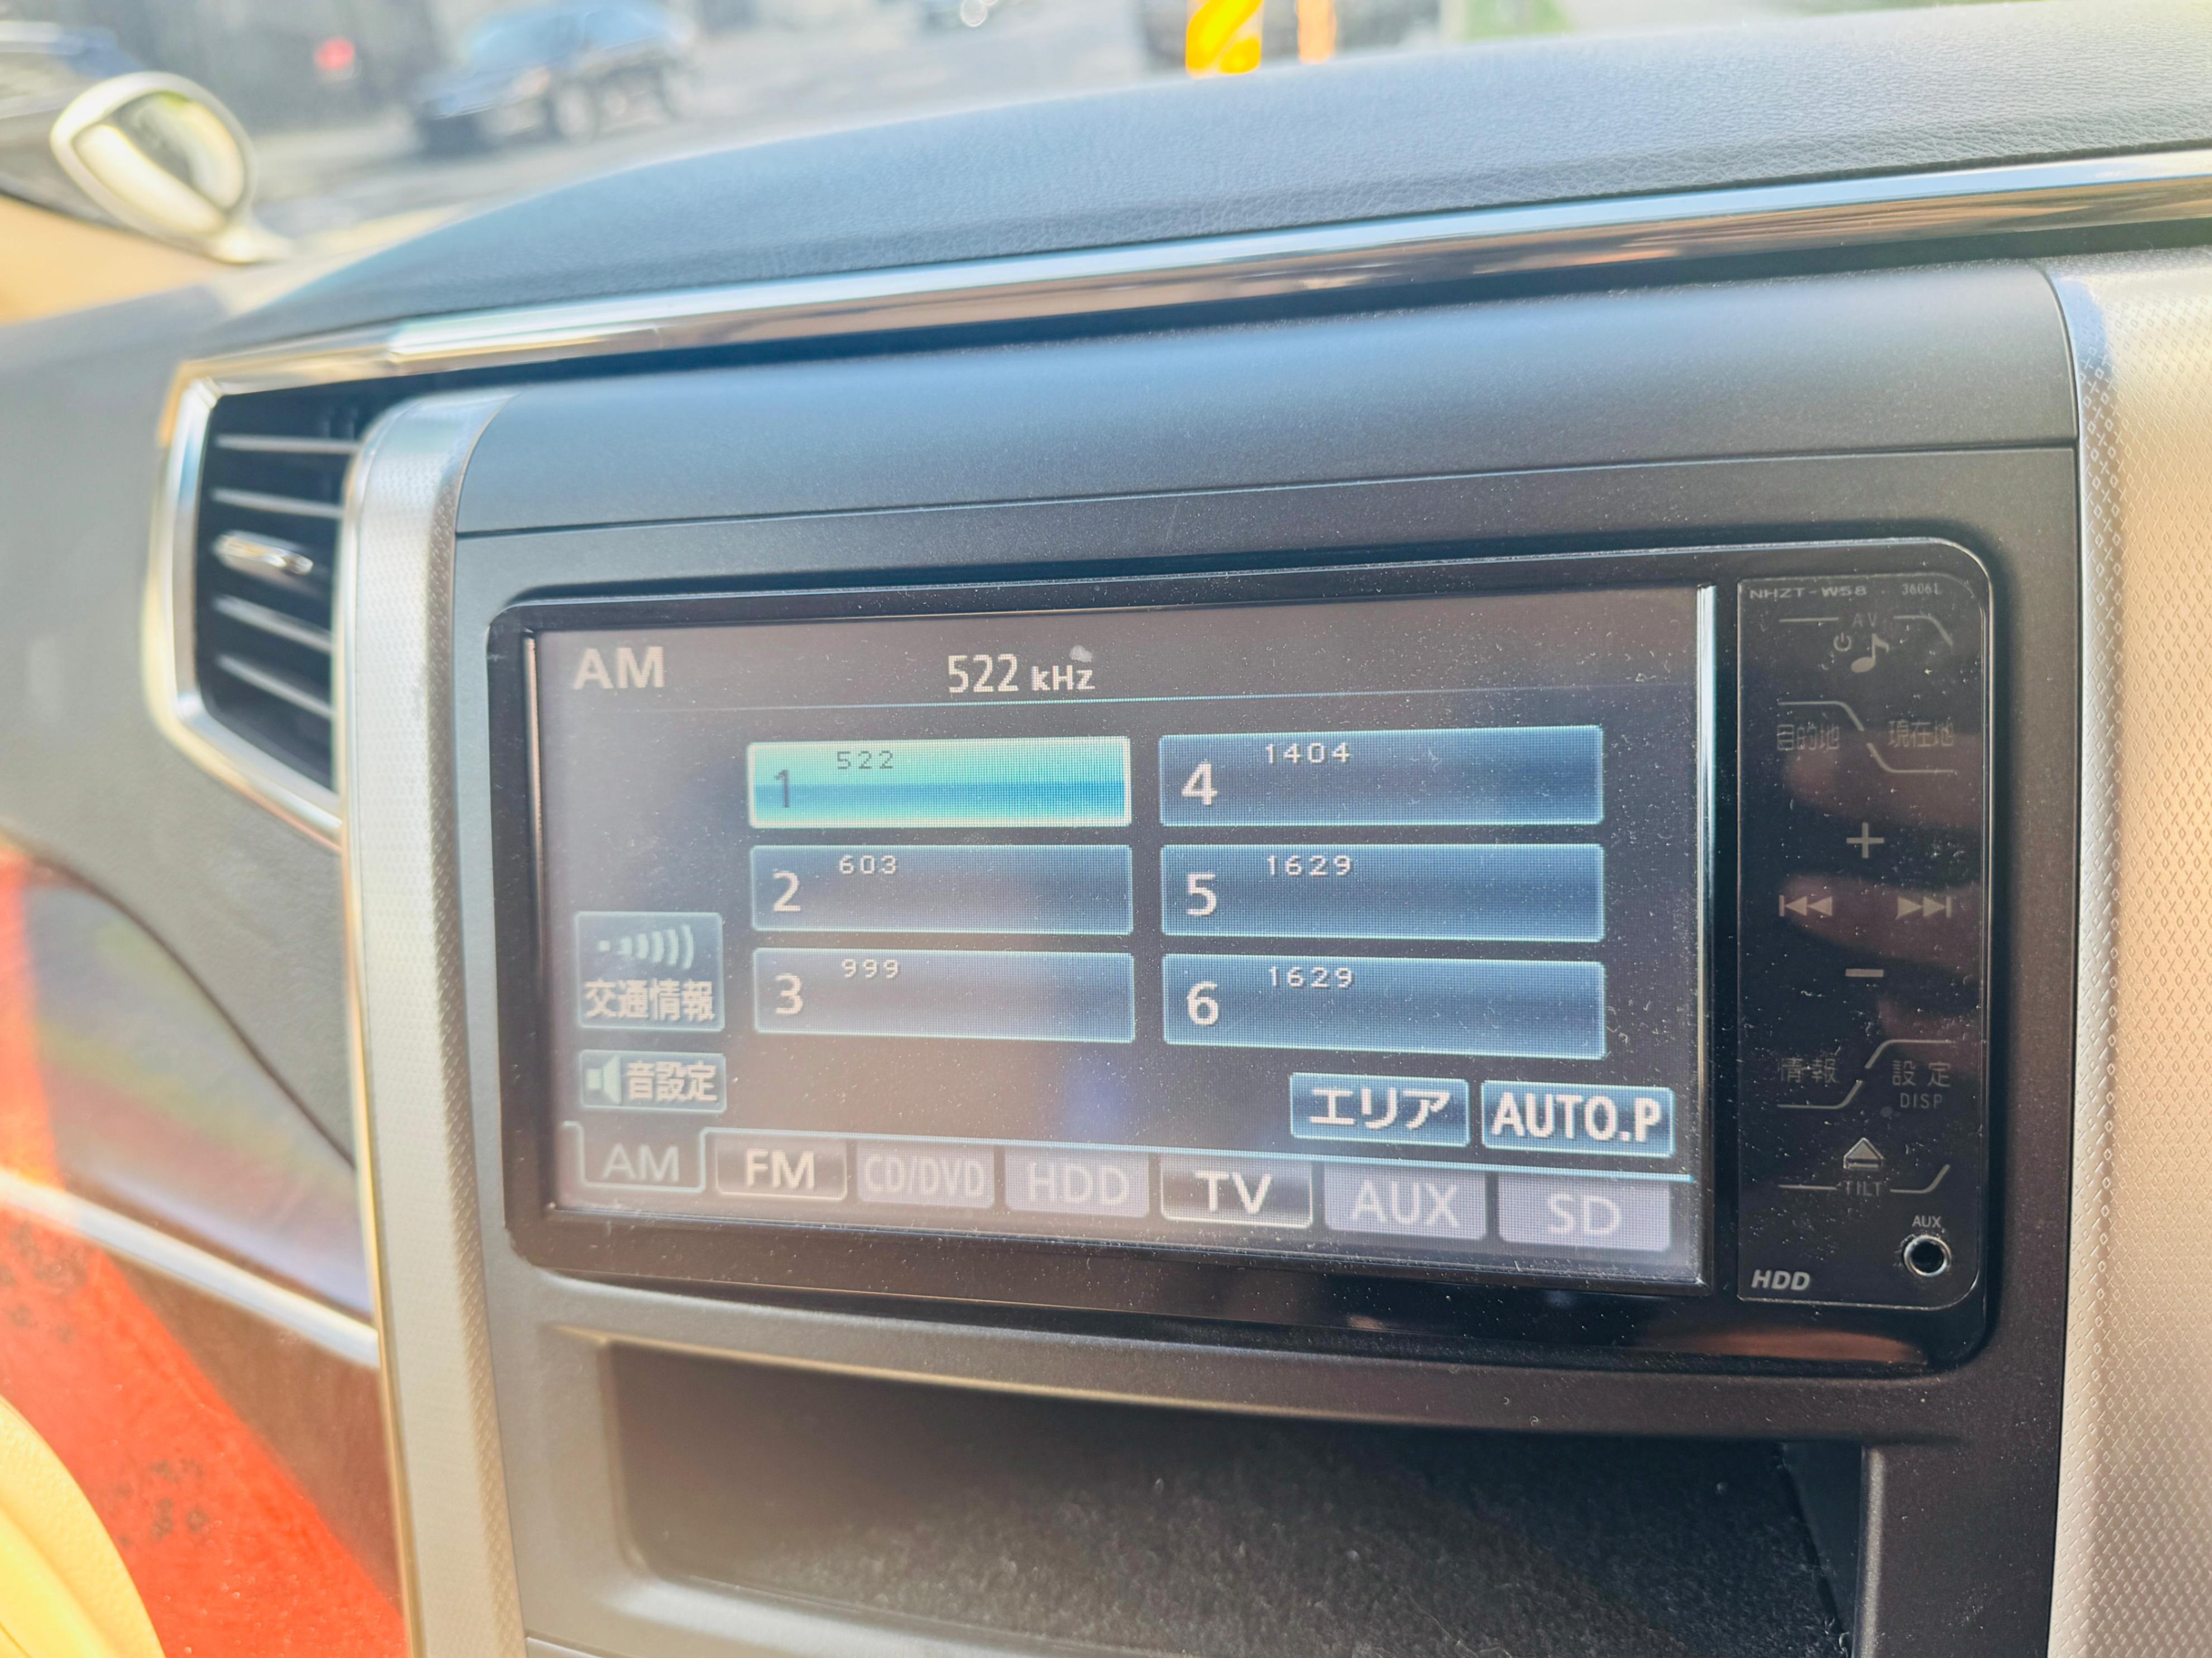 AM
522 kHz
1 522
4 1404
2 603
5 1629
3 999
6 1629
交通情報
音設定
エリア
AUTO.P
AM
FM
CD/DVD
HDD
TV
AUX
SD
NHZT-W58
36061
AV
目的地
現在地
+
−
情報
設定
DISP
TILT
AUX
HDD